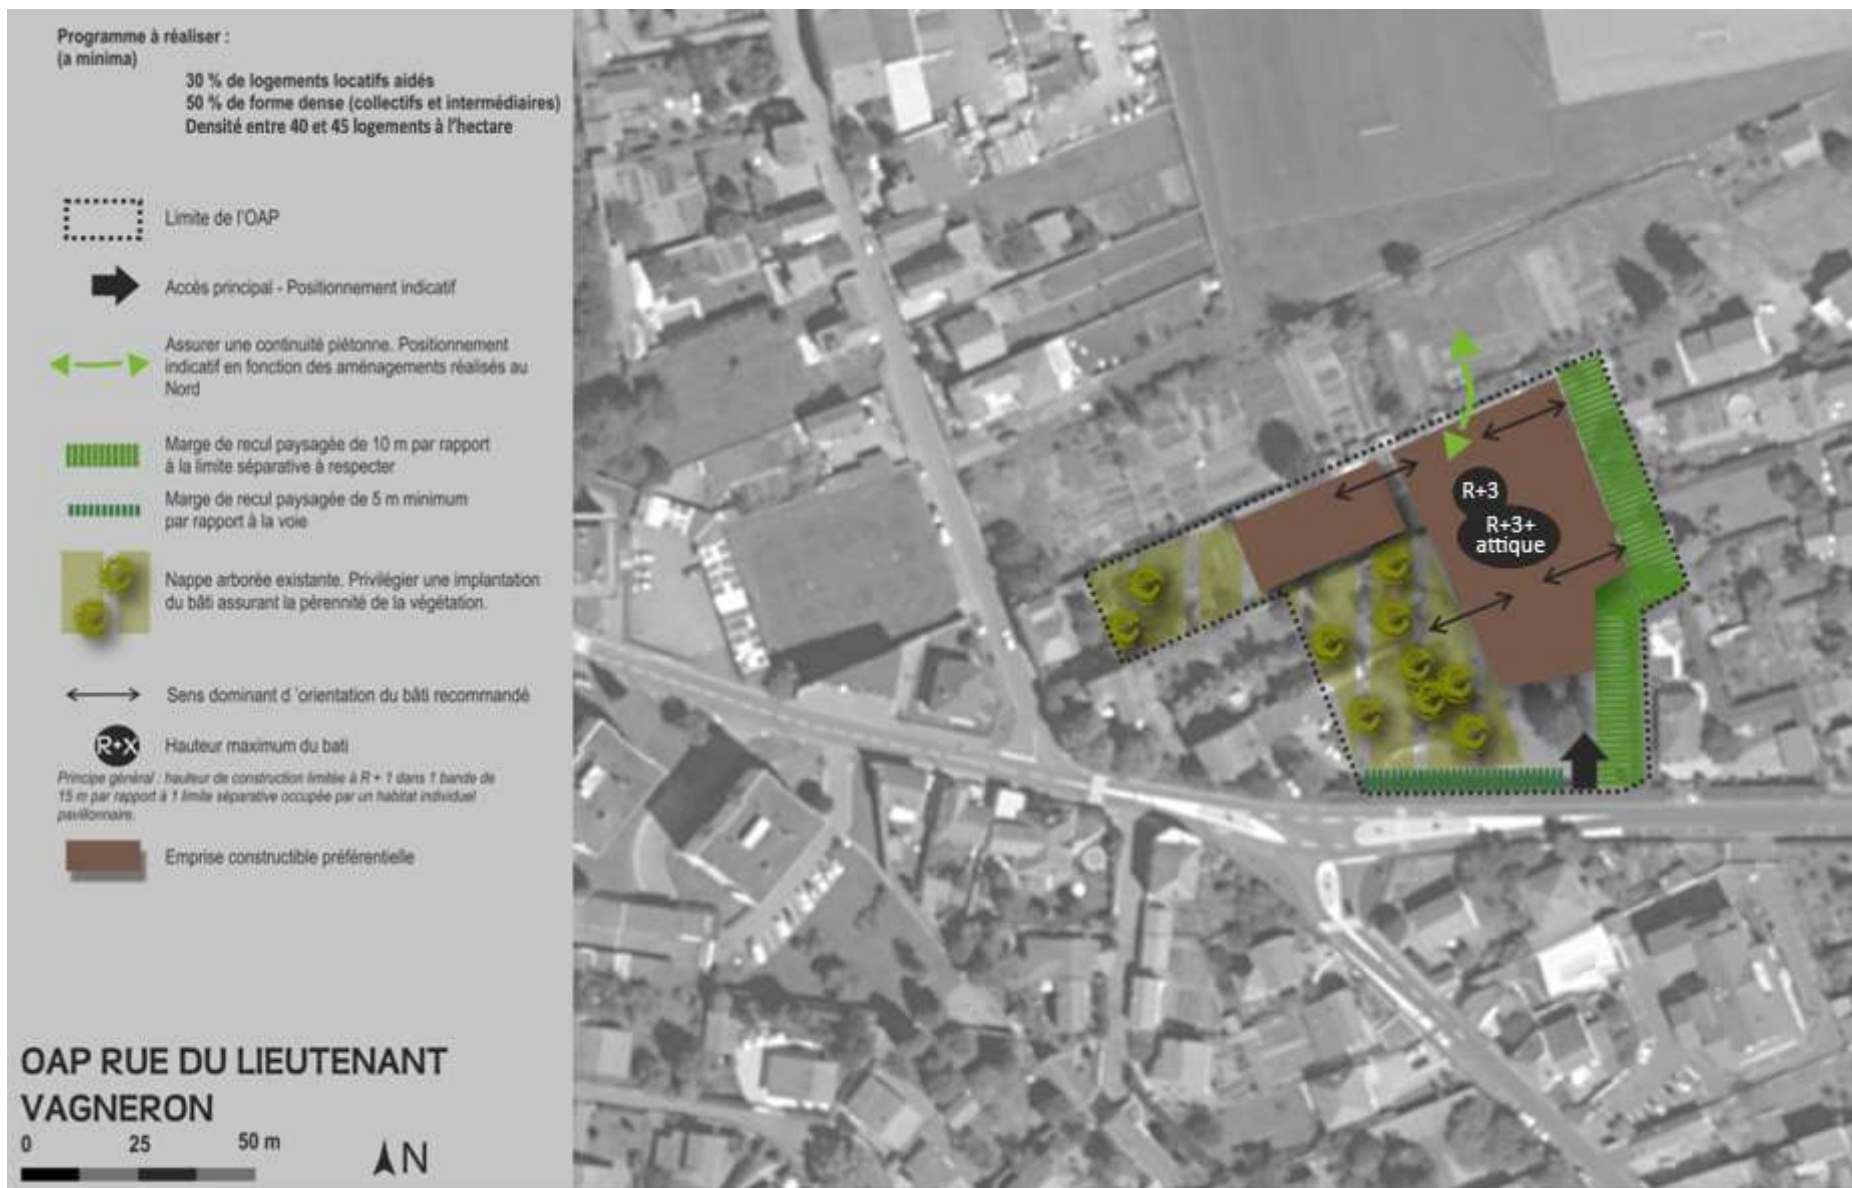 Programme à réaliser :
(a minima)
30 % de logements locatifs aidés
50 % de forme dense (collectifs et intermédiaires)
Densité entre 40 et 45 logements à l'hectare
Limite de l'OAP
Accès principal - Positionnement indicatif
Assurer une continuité piétonne. Positionnement
indicatif en fonction des aménagements réalisés au
Nord
Marge de recul paysagée de 10 m par rapport
à la limite séparative à respecter
Marge de recul paysagée de 5 m minimum
par rapport à la voie
Nappe arborée existante. Privilégier une implantation
du bâti assurant la pérennité de la végétation.
Sens dominant d 'orientation du bâti recommandé
R+X
Hauteur maximum du bati
Principe général : hauteur de construction limitée à R + 1 dans 1 bande de
15 m par rapport à 1 limite séparative occupée par un habitat individuel
pavillonnaire.
Emprise constructible préférentielle
OAP RUE DU LIEUTENANT
VAGNERON
0 25 50 m
N
R+3
R+3+
attique